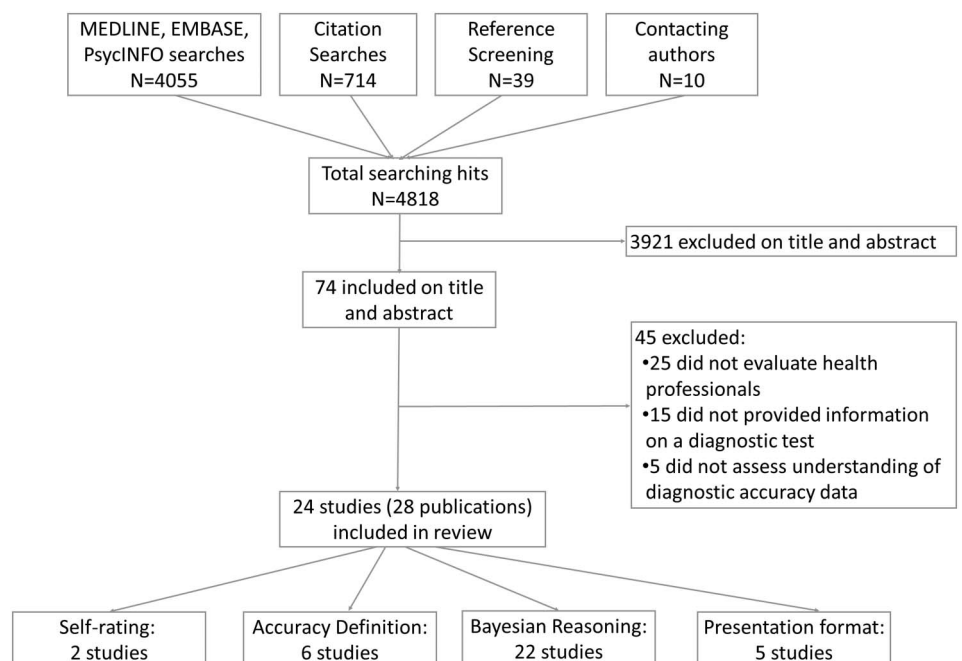 MEDLINE, EMBASE,
PsycINFO searches
N=4055
Citation
Searches
N=714
Reference
Screening
N=39
Contacting
authors
N=10
Total searching hits
N=4818
3921 excluded on title and abstract
74 included on title
and abstract
45 excluded:
•25 did not evaluate health
professionals
•15 did not provided information
on a diagnostic test
•5 did not assess understanding of
diagnostic accuracy data
24 studies (28 publications)
included in review
Self-rating:
2 studies
Accuracy Definition:
6 studies
Bayesian Reasoning:
22 studies
Presentation format:
5 studies